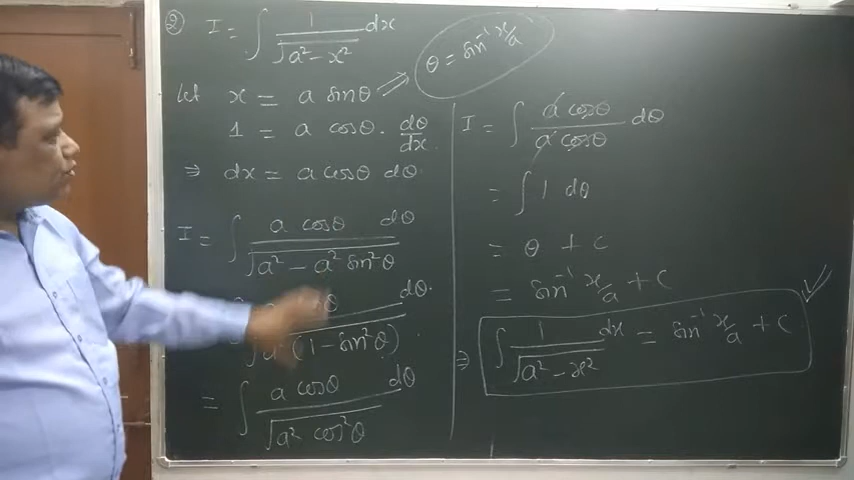 ② I = ∫ 1/√(a² − x²) dx
θ = sin⁻¹ x/a
let x = a sinθ ⇒
1 = a cosθ · dθ/dx
⇒ dx = a cosθ dθ
I = ∫ a cosθ dθ / √(a² − a² sin²θ)
θ dθ / (1 − sin²θ)
= ∫ a cosθ dθ / √(a² cos²θ)
I = ∫ a cosθ / a cosθ dθ
= ∫ 1 dθ
= θ + c
= sin⁻¹ x/a + c
⇒ ∫ 1/√(a² − x²) dx = sin⁻¹ x/a + c